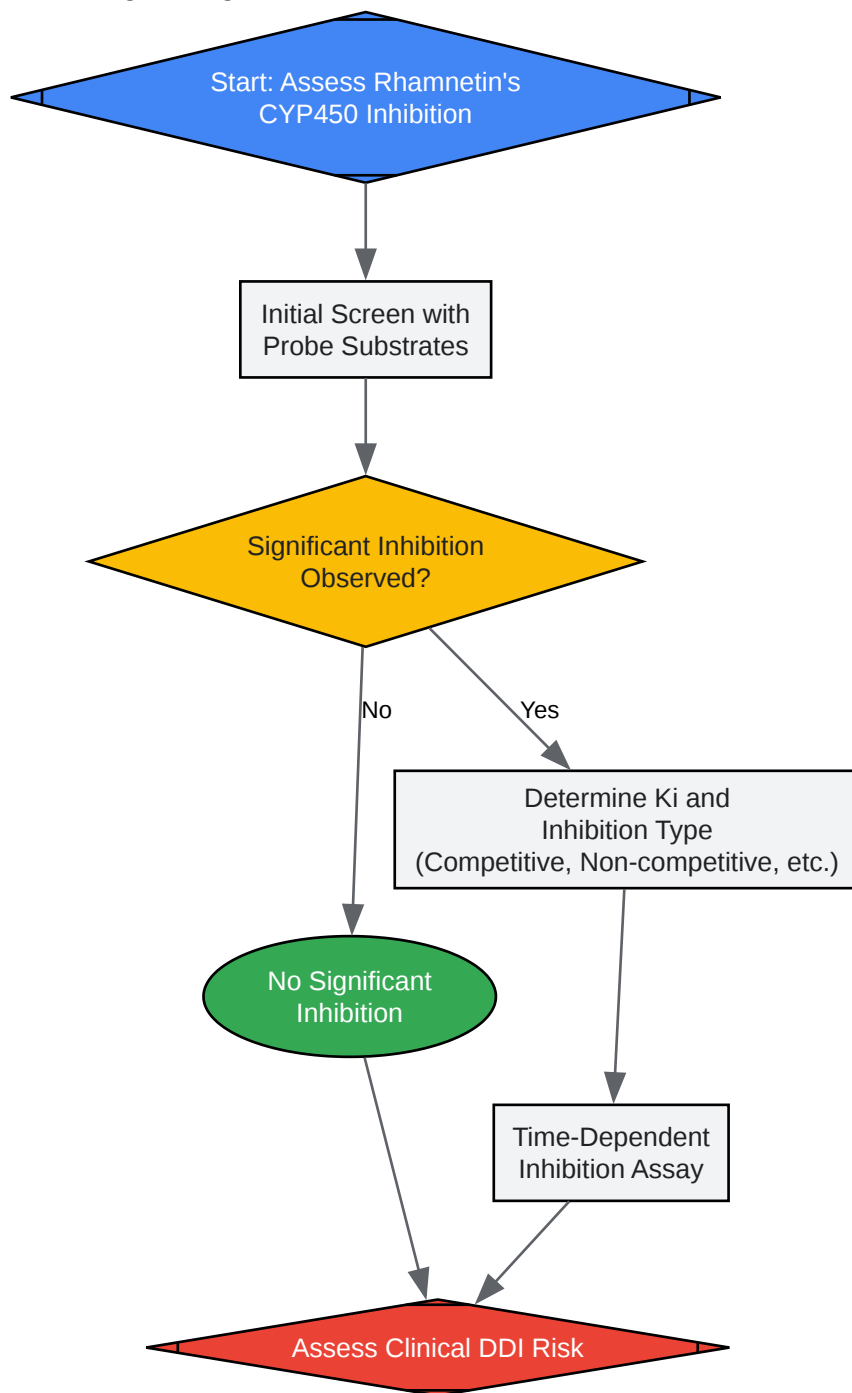 Start: Assess Rhamnetin's
CYP450 Inhibition
Initial Screen with
Probe Substrates
Significant Inhibition
Observed?
No
Yes
Determine Ki and
Inhibition Type
(Competitive, Non-competitive, etc.)
No Significant
Inhibition
Time-Dependent
Inhibition Assay
Assess Clinical DDI Risk